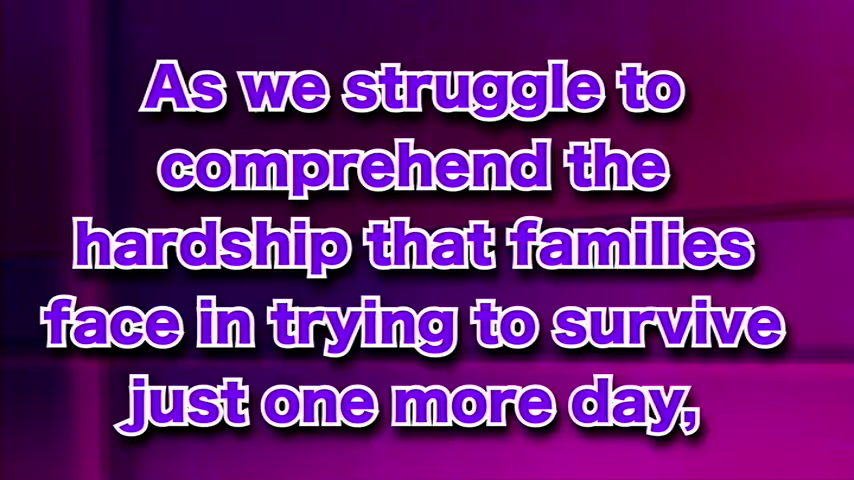 As we struggle to
comprehend the
hardship that families
face in trying to survive
just one more day,